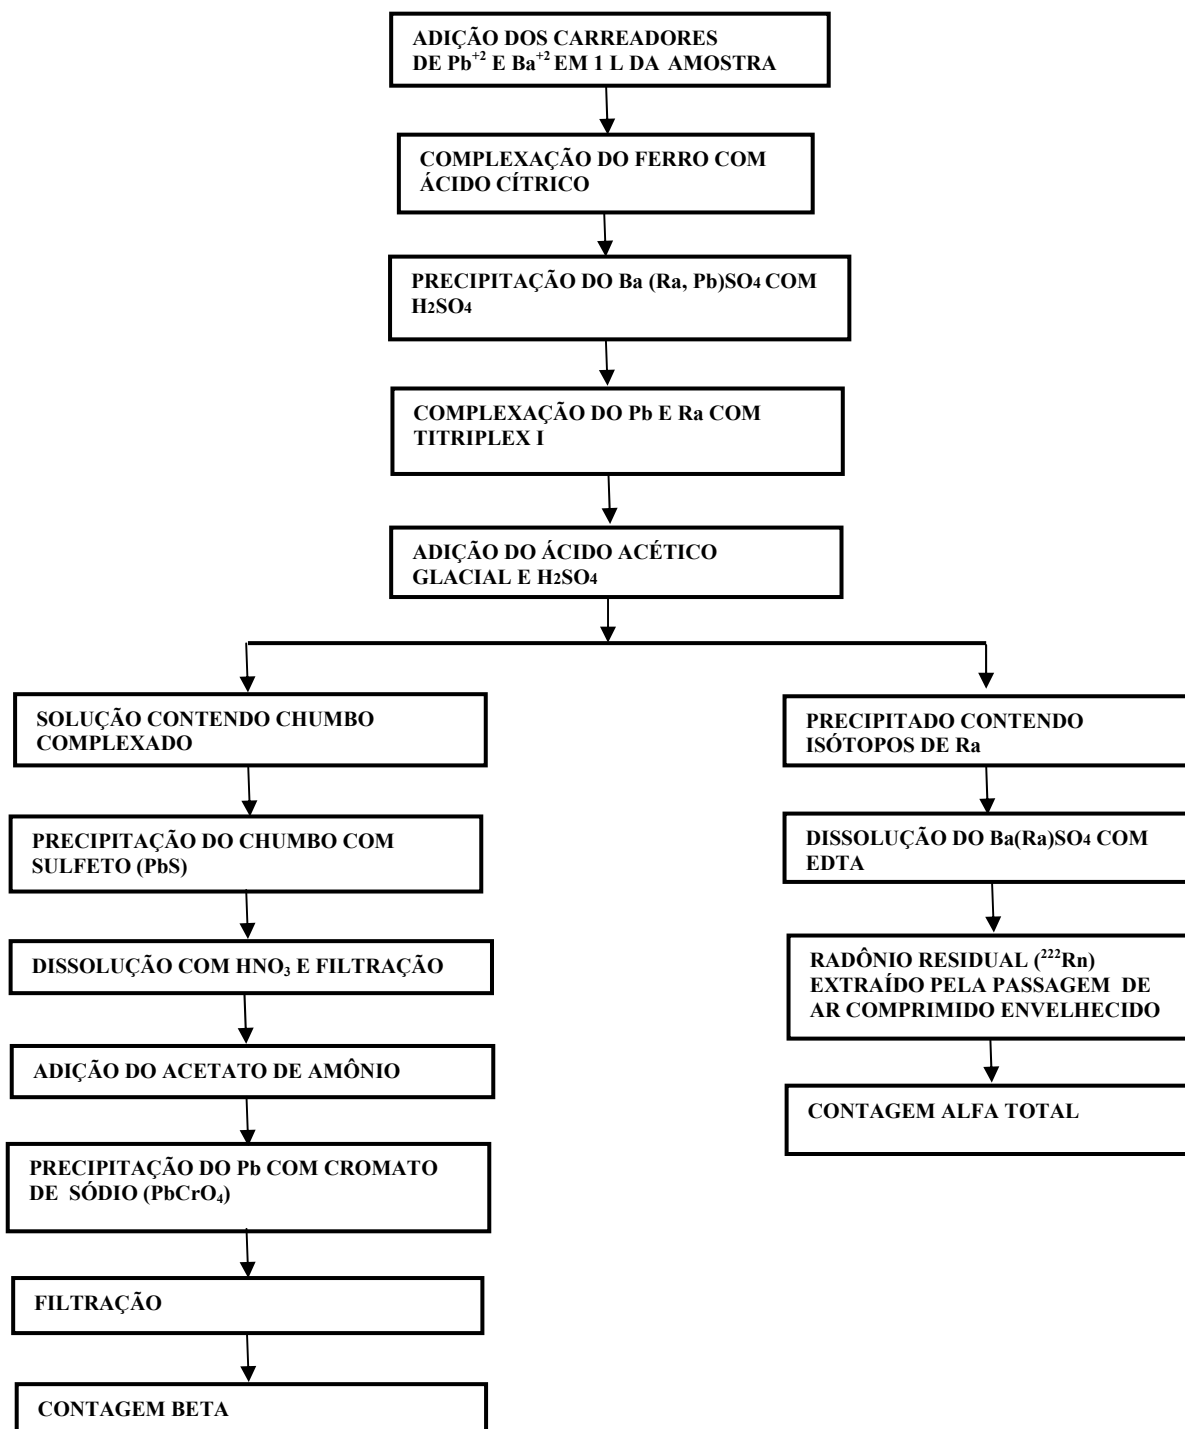 ADIÇÃO DOS CARREADORES
DE Pb⁺² E Ba⁺² EM 1 L DA AMOSTRA
COMPLEXAÇÃO DO FERRO COM
ÁCIDO CÍTRICO
PRECIPITAÇÃO DO Ba (Ra, Pb)SO₄ COM
H₂SO₄
COMPLEXAÇÃO DO Pb E Ra COM
TITRIPLEX I
ADIÇÃO DO ÁCIDO ACÉTICO
GLACIAL E H₂SO₄
SOLUÇÃO CONTENDO CHUMBO
COMPLEXADO
PRECIPITAÇÃO DO CHUMBO COM
SULFETO (PbS)
DISSOLUÇÃO COM HNO₃ E FILTRAÇÃO
ADIÇÃO DO ACETATO DE AMÔNIO
PRECIPITAÇÃO DO Pb COM CROMATO
DE SÓDIO (PbCrO₄)
FILTRAÇÃO
CONTAGEM BETA
PRECIPITADO CONTENDO
ISÓTOPOS DE Ra
DISSOLUÇÃO DO Ba(Ra)SO₄ COM
EDTA
RADÔNIO RESIDUAL (²²²Rn)
EXTRAÍDO PELA PASSAGEM DE
AR COMPRIMIDO ENVELHECIDO
CONTAGEM ALFA TOTAL